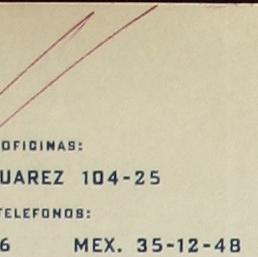 OFICINAS:
UAREZ 104-25
TELEFONOS:
6 MEX. 35-12-48